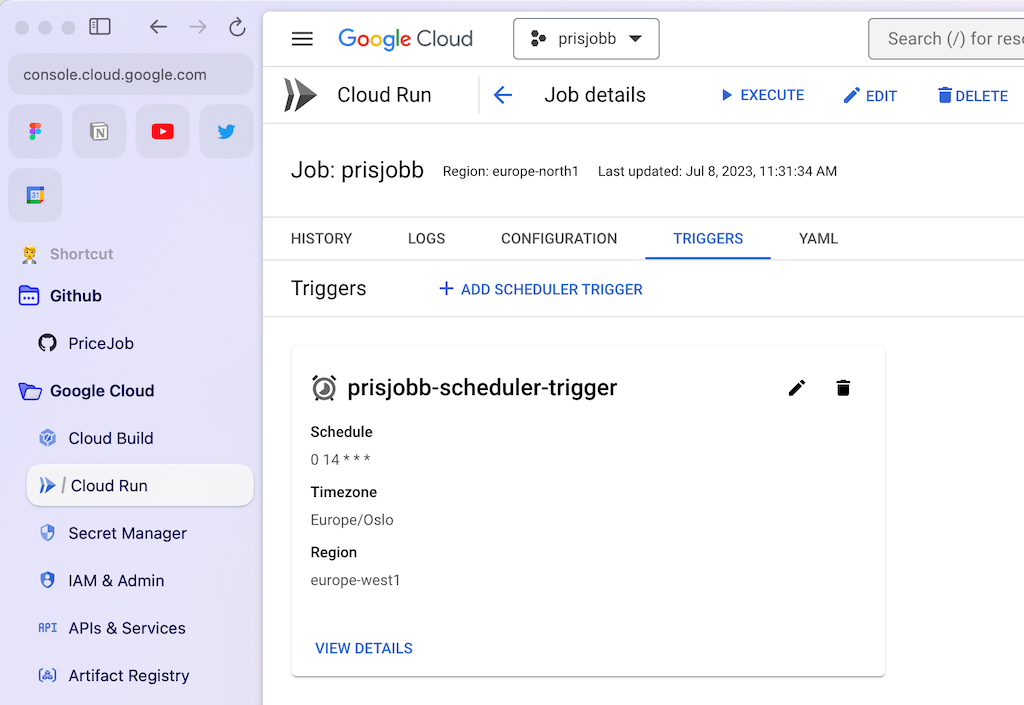 console.cloud.google.com
31
Shortcut
Github
PriceJob
Google Cloud
Cloud Build
/ Cloud Run
Secret Manager
IAM & Admin
API APIs & Services
Artifact Registry
Google Cloud
prisjobb
Search (/) for reso
Cloud Run
Job details
EXECUTE
EDIT
DELETE
Job: prisjobb
Region: europe-north1
Last updated: Jul 8, 2023, 11:31:34 AM
HISTORY
LOGS
CONFIGURATION
TRIGGERS
YAML
Triggers
+ ADD SCHEDULER TRIGGER
prisjobb-scheduler-trigger
Schedule
0 14 * * *
Timezone
Europe/Oslo
Region
europe-west1
VIEW DETAILS